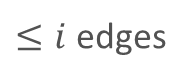 ≤ i edges